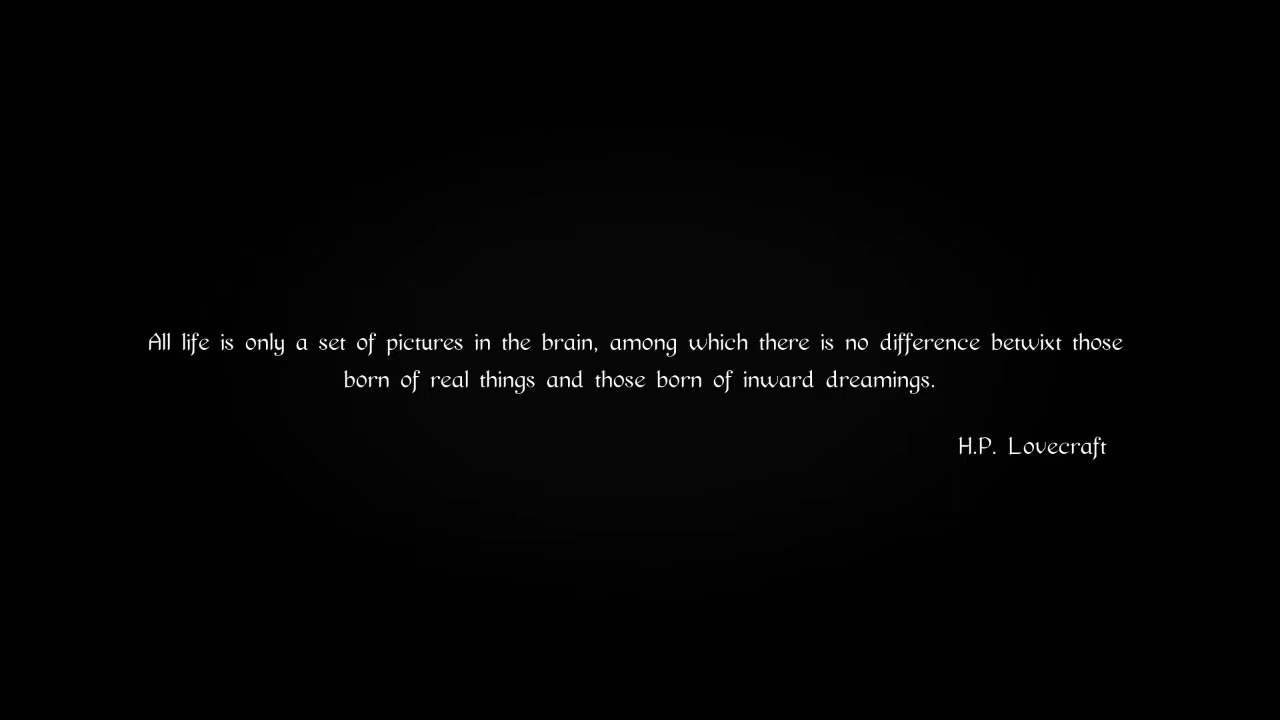 All life is only a set of pictures in the brain, among which there is no difference betwixt those
born of real things and those born of inward dreamings.
H.P. Lovecraft